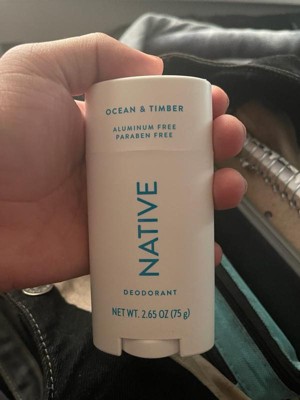 OCEAN & TIMBER
ALUMINUM FREE
PARABEN FREE
NATIVE
DEODORANT
NET WT. 2.65 OZ (75 g)